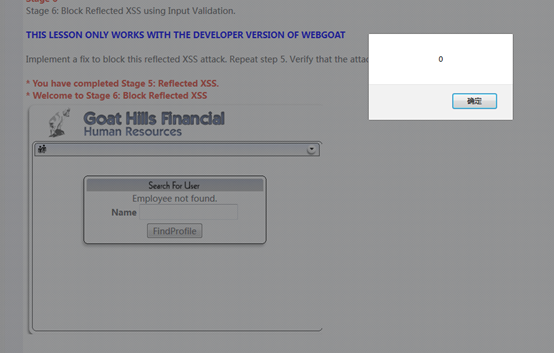 Stage 6: Block Reflected XSS using Input Validation.
THIS LESSON ONLY WORKS WITH THE DEVELOPER VERSION OF WEBGOAT
Implement a fix to block this reflected XSS attack. Repeat step 5. Verify that the
* You have completed Stage 5: Reflected XSS.
* Welcome to Stage 6: Block Reflected XSS
Goat Hills Financial
Human Resources
Search For User
Employee not found.
Name
FindProfile
0
确定